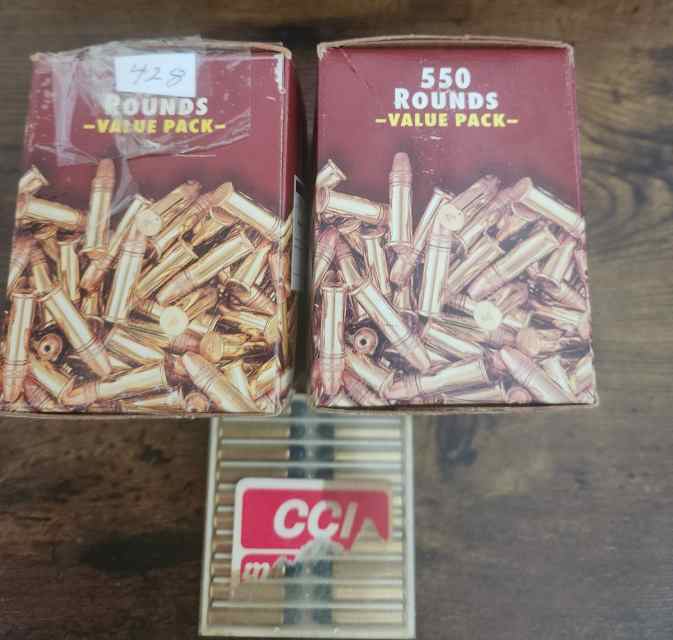 428
ROUNDS
–VALUE PACK–
550
ROUNDS
–VALUE PACK–
CCI